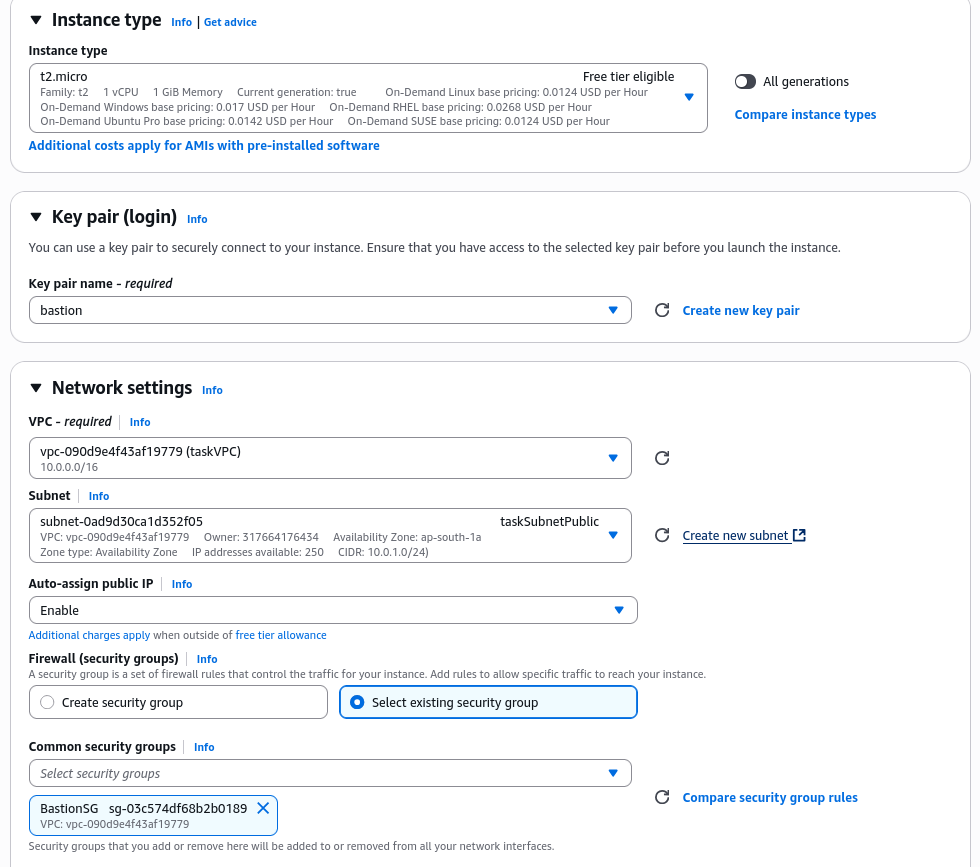 Instance type Info | Get advice
Instance type
t2.micro Free tier eligible
Family: t2 1 vCPU 1 GiB Memory Current generation: true On-Demand Linux base pricing: 0.0124 USD per Hour
On-Demand Windows base pricing: 0.017 USD per Hour On-Demand RHEL base pricing: 0.0268 USD per Hour
On-Demand Ubuntu Pro base pricing: 0.0142 USD per Hour On-Demand SUSE base pricing: 0.0124 USD per Hour
All generations
Compare instance types
Additional costs apply for AMIs with pre-installed software
Key pair (login) Info
You can use a key pair to securely connect to your instance. Ensure that you have access to the selected key pair before you launch the instance.
Key pair name - required
bastion
Create new key pair
Network settings Info
VPC - required Info
vpc-090d9e4f43af19779 (taskVPC)
10.0.0.0/16
Subnet Info
subnet-0ad9d30ca1d352f05 taskSubnetPublic
VPC: vpc-090d9e4f43af19779 Owner: 317664176434 Availability Zone: ap-south-1a
Zone type: Availability Zone IP addresses available: 250 CIDR: 10.0.1.0/24)
Create new subnet
Auto-assign public IP Info
Enable
Additional charges apply when outside of free tier allowance
Firewall (security groups) Info
A security group is a set of firewall rules that control the traffic for your instance. Add rules to allow specific traffic to reach your instance.
Create security group
Select existing security group
Common security groups Info
Select security groups
BastionSG sg-03c574df68b2b0189
VPC: vpc-090d9e4f43af19779
Compare security group rules
Security groups that you add or remove here will be added to or removed from all your network interfaces.